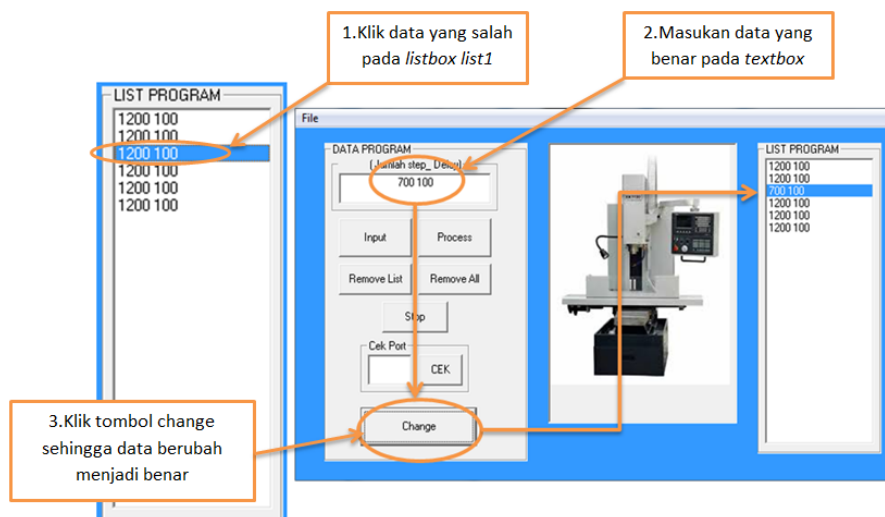 1.Klik data yang salah
pada listbox list1
2.Masukan data yang
benar pada textbox
LIST PROGRAM
1200 100
1200 100
1200 100
1200 100
1200 100
1200 100
File
DATA PROGRAM
(Jumlah step_ Delay)
700 100
Input
Process
Remove List
Remove All
Stop
Cek Port
CEK
Change
LIST PROGRAM
1200 100
1200 100
700 100
1200 100
1200 100
1200 100
3.Klik tombol change
sehingga data berubah
menjadi benar